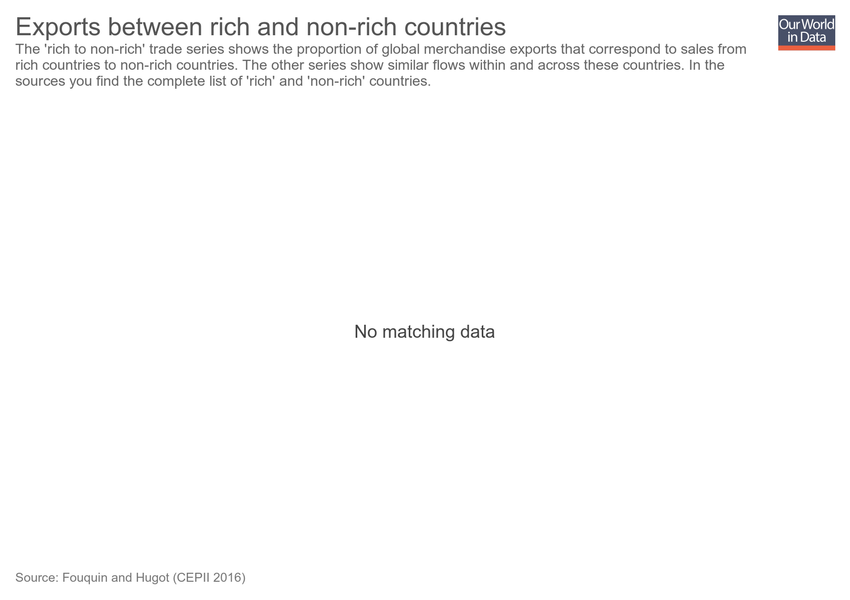 Exports between rich and non-rich countries
The 'rich to non-rich' trade series shows the proportion of global merchandise exports that correspond to sales from
rich countries to non-rich countries. The other series show similar flows within and across these countries. In the
sources you find the complete list of 'rich' and 'non-rich' countries.
Our World
in Data
No matching data
Source: Fouquin and Hugot (CEPII 2016)